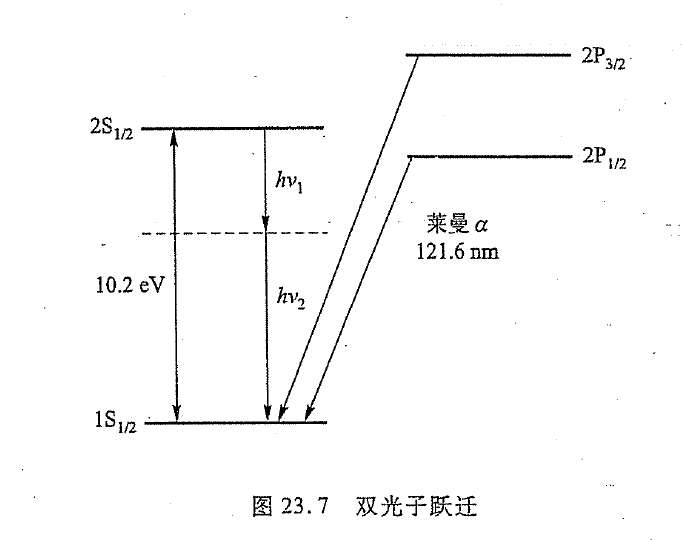 2P₃/₂
2S₁/₂
2P₁/₂
hν₁
莱曼 α
121.6 nm
10.2 eV
hν₂
1S₁/₂
图 23.7 双光子跃迁